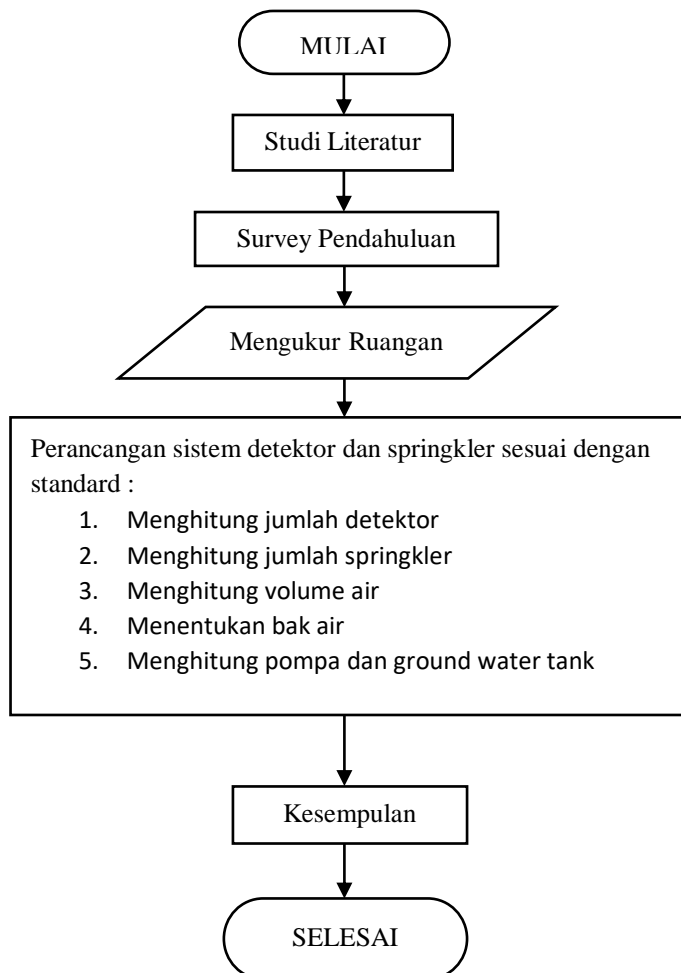 MULAI
Studi Literatur
Survey Pendahuluan
Mengukur Ruangan
Perancangan sistem detektor dan springkler sesuai dengan
standard :
1. Menghitung jumlah detektor
2. Menghitung jumlah springkler
3. Menghitung volume air
4. Menentukan bak air
5. Menghitung pompa dan ground water tank
Kesempulan
SELESAI